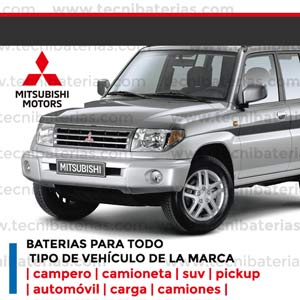 www.tecnibaterias.com
MITSUBISHI
MOTORS
MITSUBISHI
BATERIAS PARA TODO
TIPO DE VEHÍCULO DE LA MARCA
| campero | camioneta | suv | pickup
| automóvil | carga | camiones |